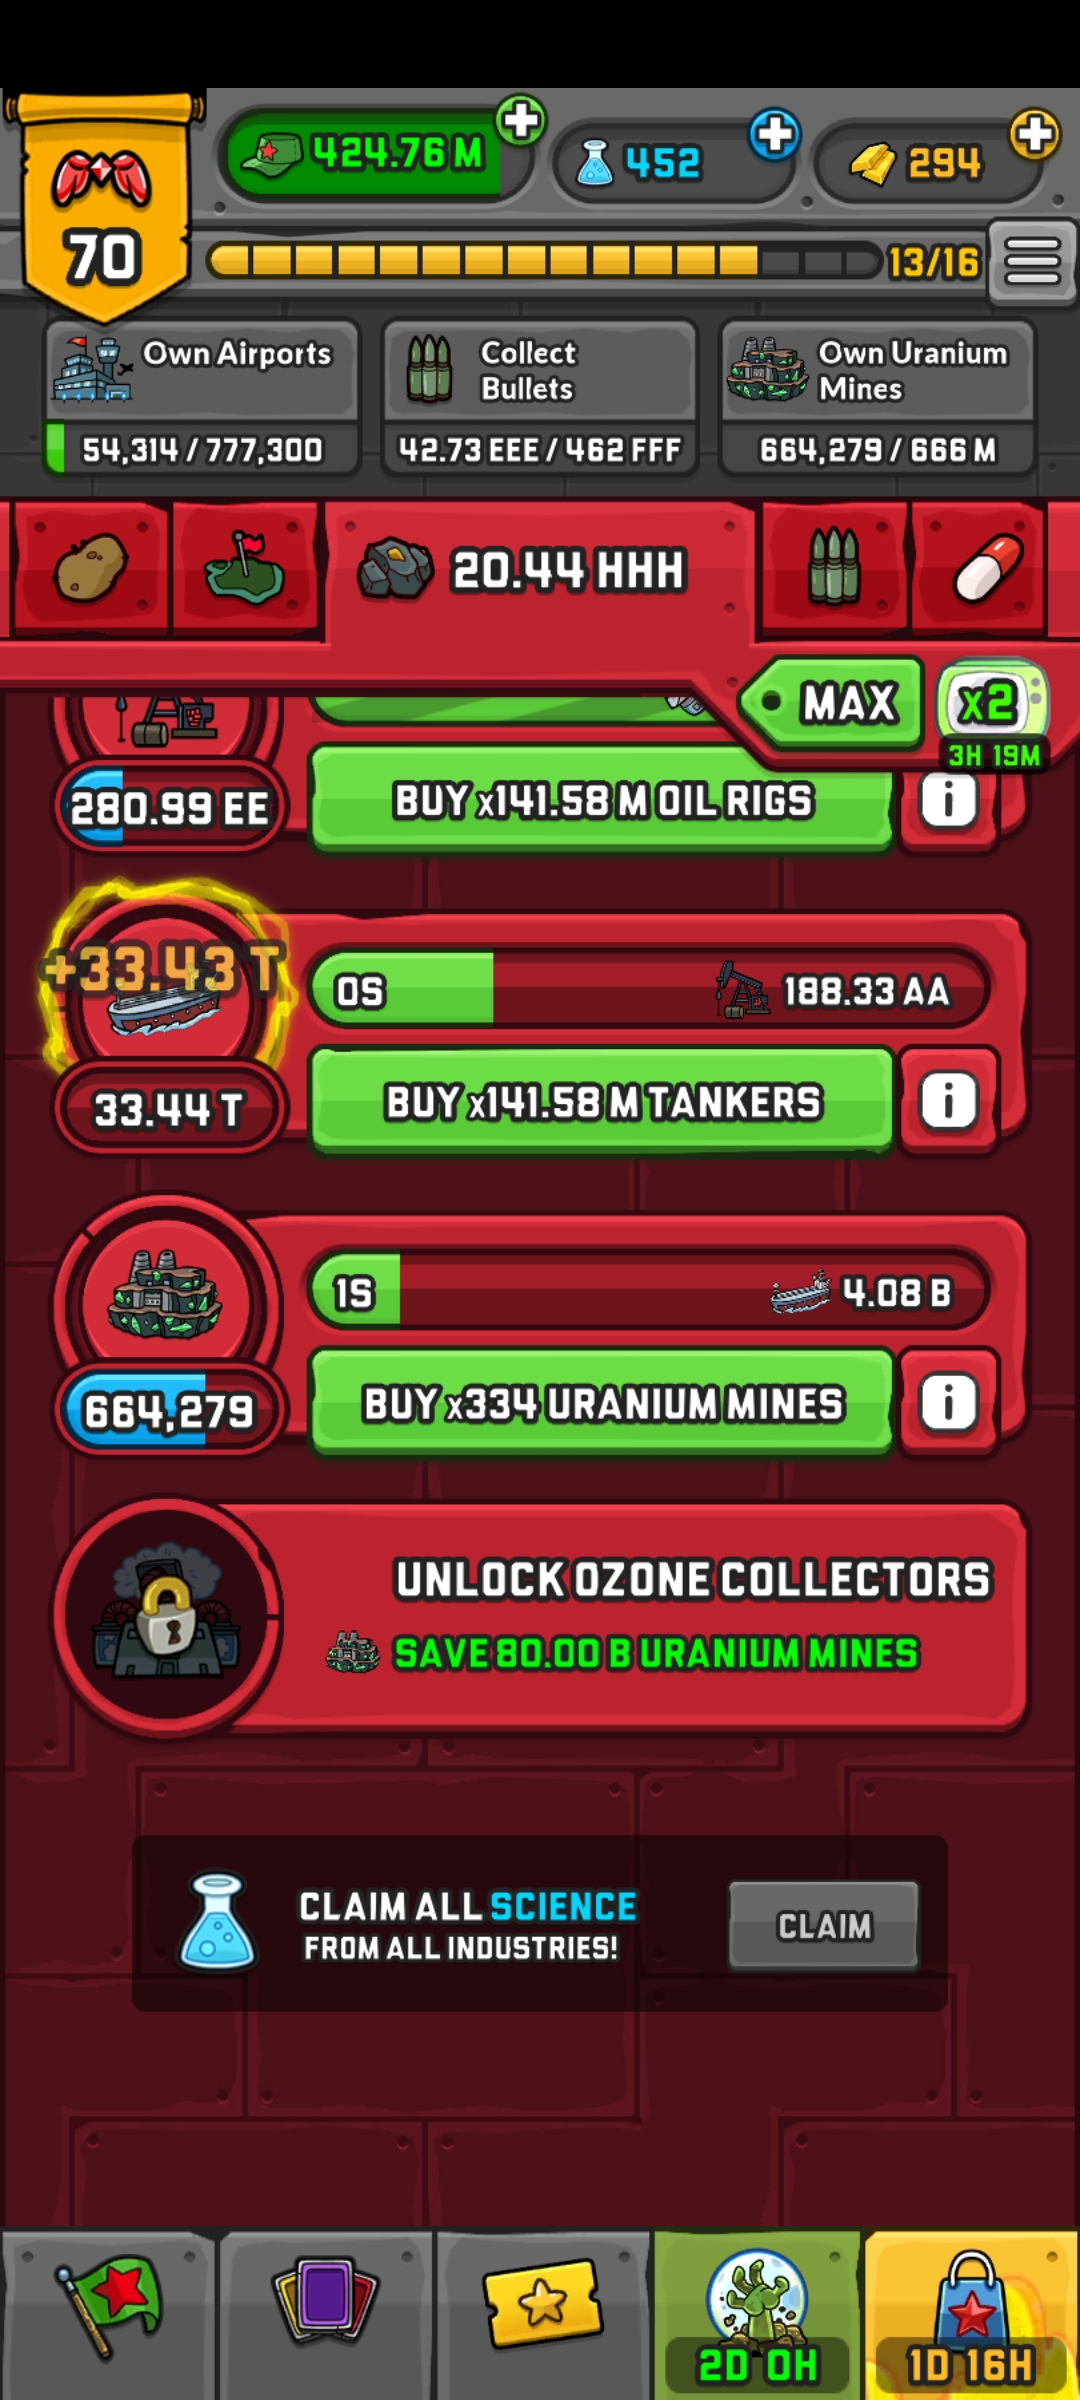 424.76 M
452
294
70
13/16
Own Airports
54,314 / 777,300
Collect
Bullets
42.73 EEE / 462 FFF
Own Uranium
Mines
664,279 / 666 M
20.44 HHH
MAX
x2
3H 19M
280.99 EE
BUY x141.58 M OIL RIGS
i
+33.43 T
0S
188.33 AA
33.44 T
BUY x141.58 M TANKERS
i
1S
4.08 B
664,279
BUY x334 URANIUM MINES
i
UNLOCK OZONE COLLECTORS
SAVE 80.00 B URANIUM MINES
CLAIM ALL SCIENCE
FROM ALL INDUSTRIES!
CLAIM
2D 0H
1D 16H